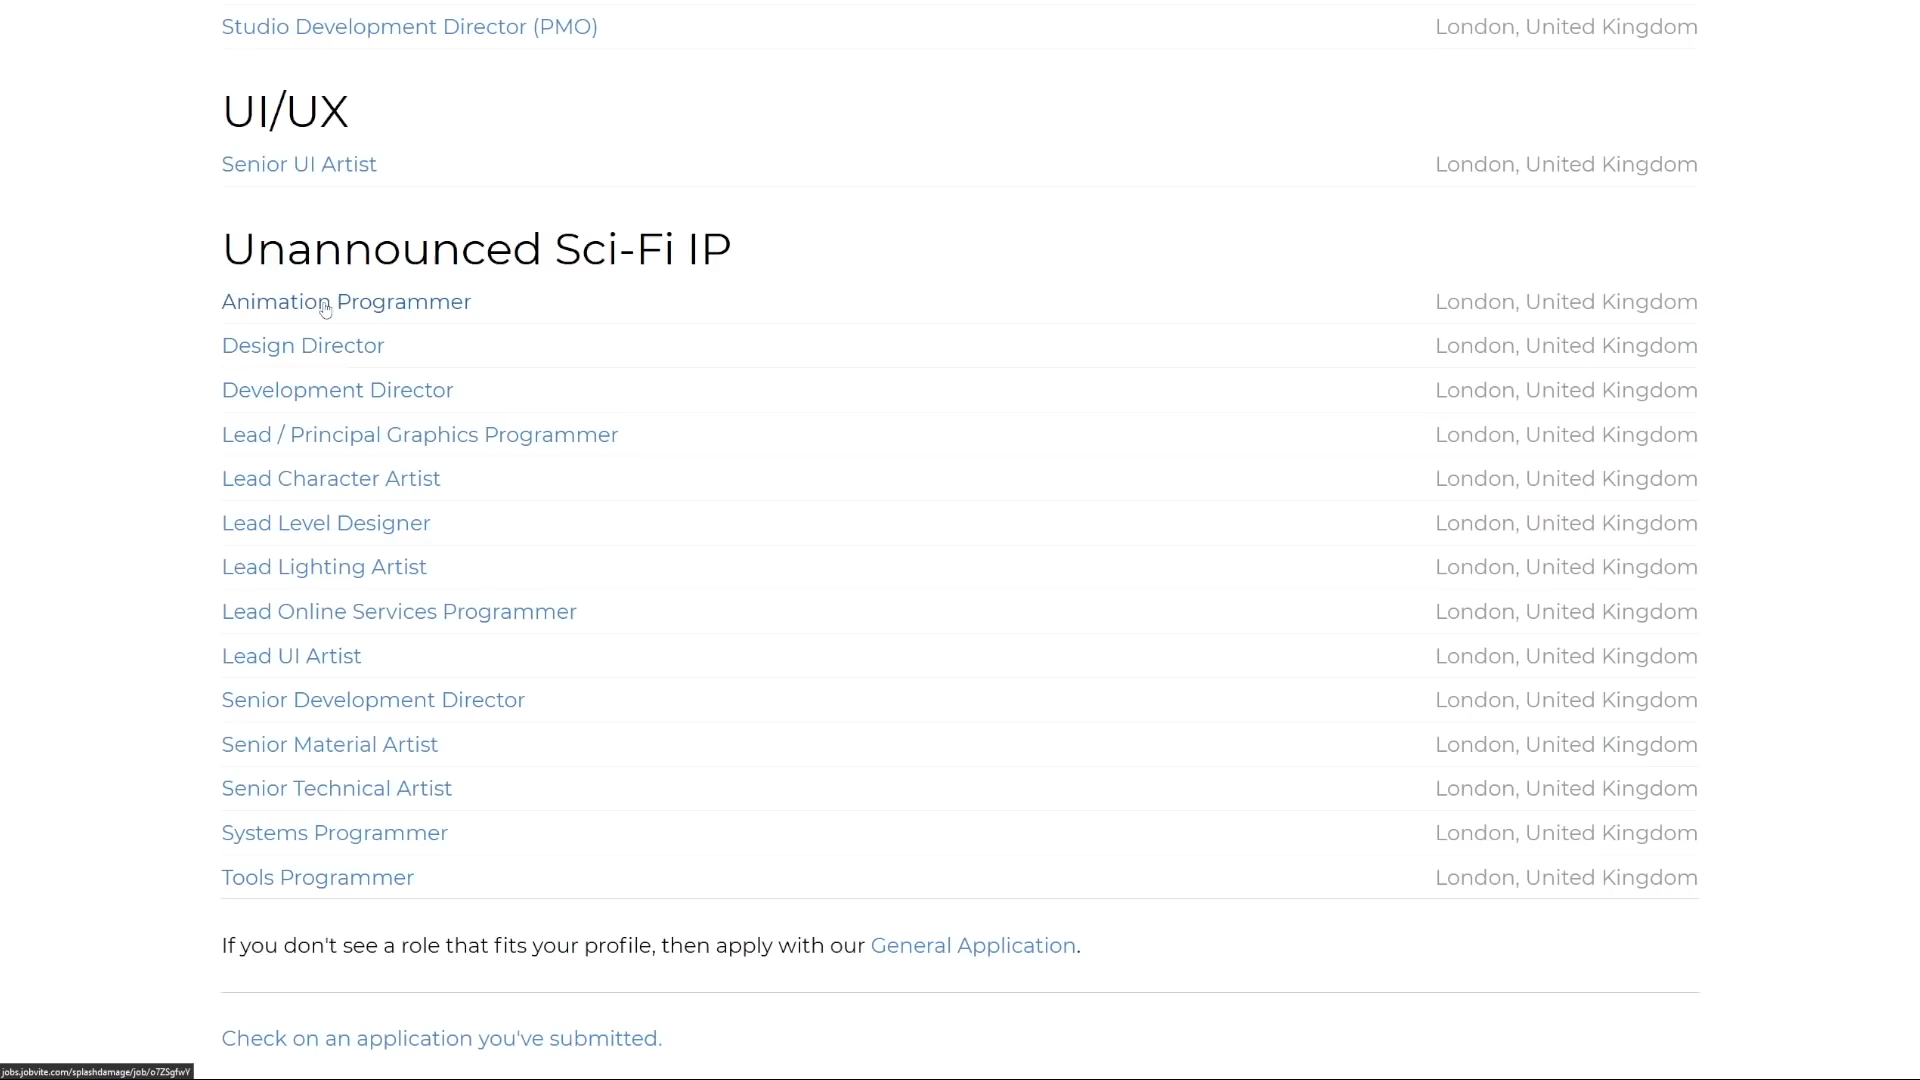 Studio Development Director (PMO) London, United Kingdom
UI/UX
Senior UI Artist London, United Kingdom
Unannounced Sci-Fi IP
Animation Programmer London, United Kingdom
Design Director London, United Kingdom
Development Director London, United Kingdom
Lead / Principal Graphics Programmer London, United Kingdom
Lead Character Artist London, United Kingdom
Lead Level Designer London, United Kingdom
Lead Lighting Artist London, United Kingdom
Lead Online Services Programmer London, United Kingdom
Lead UI Artist London, United Kingdom
Senior Development Director London, United Kingdom
Senior Material Artist London, United Kingdom
Senior Technical Artist London, United Kingdom
Systems Programmer London, United Kingdom
Tools Programmer London, United Kingdom
If you don't see a role that fits your profile, then apply with our General Application.
Check on an application you've submitted.
jobs.jobvite.com/splashdamage/job/o7ZSgfwY